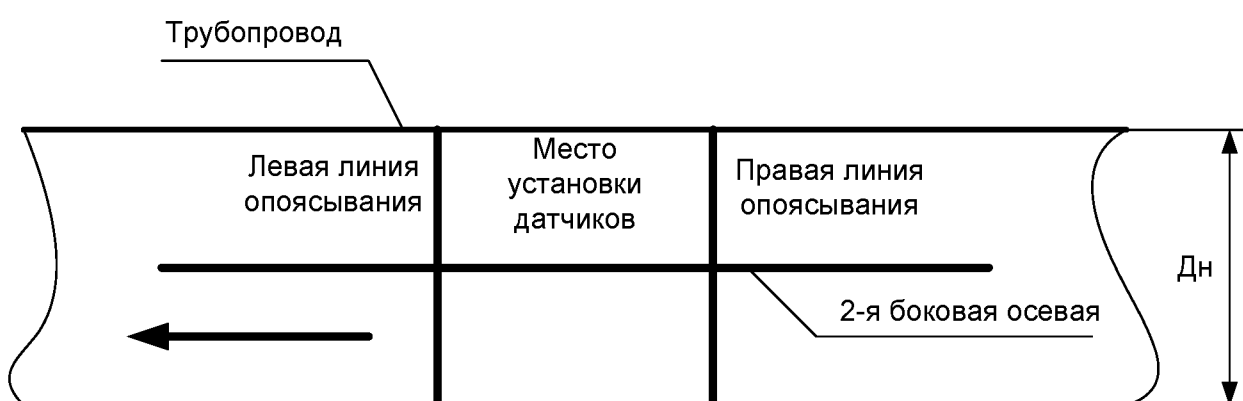 Трубопровод
Левая линия
опоясывания
Место
установки
датчиков
Правая линия
опоясывания
Дн
2-я боковая осевая